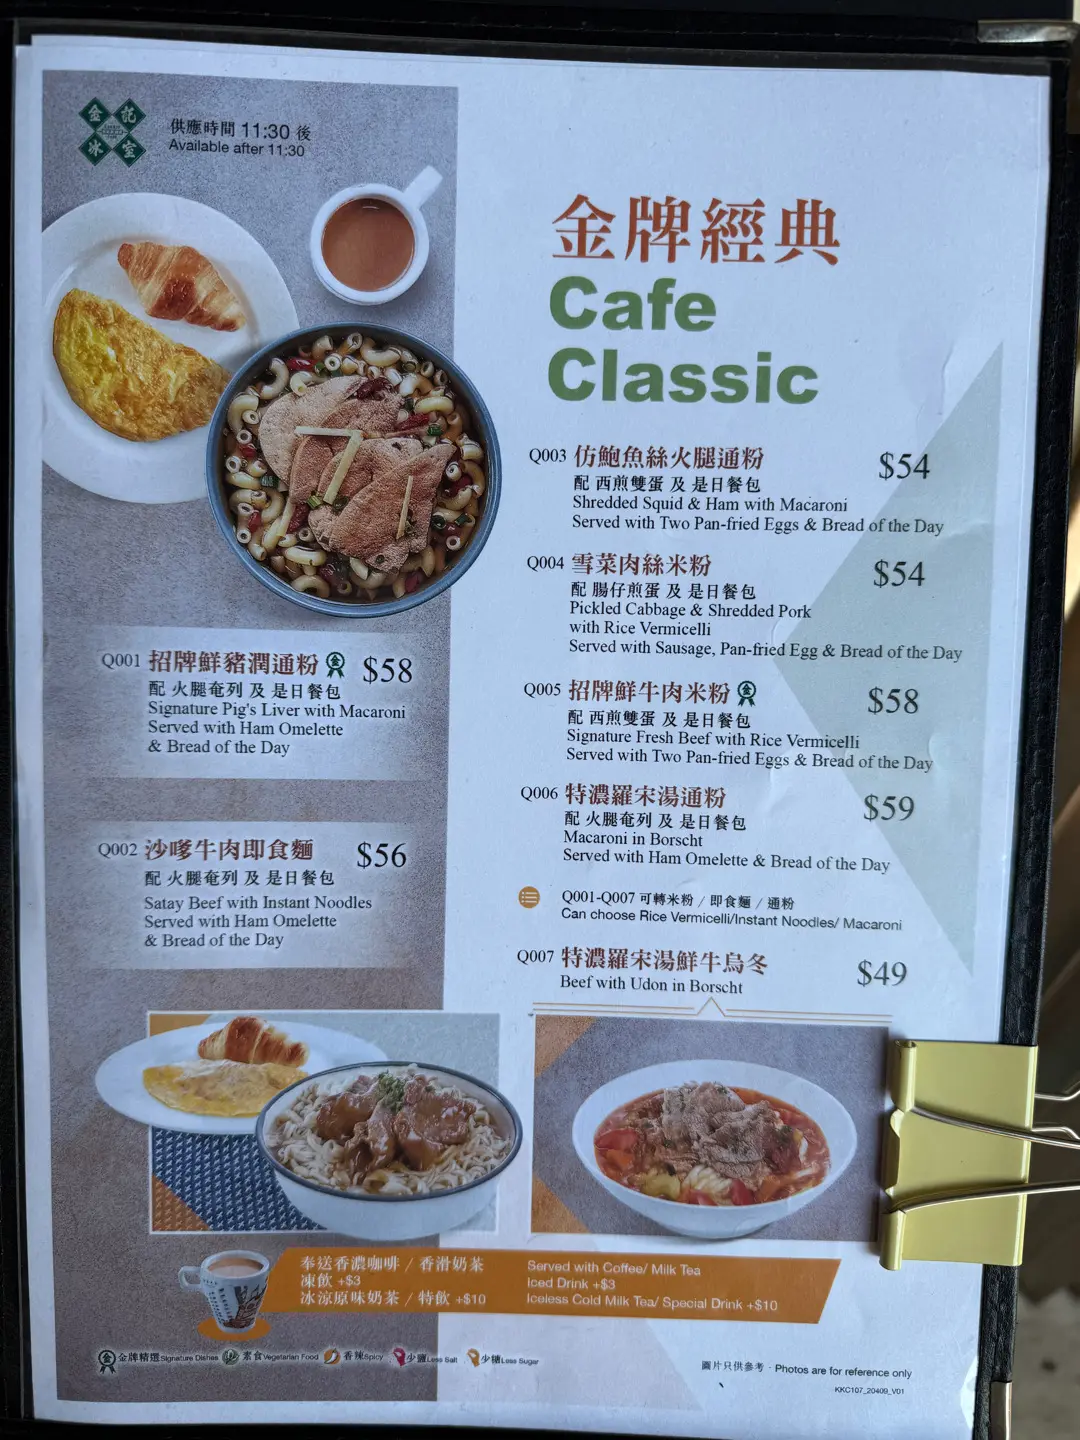 金記冰室
供應時間 11:30 後
Available after 11:30
金牌經典
Cafe
Classic
Q001 招牌鮮豬潤通粉 $58
配 火腿奄列 及 是日餐包
Signature Pig's Liver with Macaroni
Served with Ham Omelette
& Bread of the Day
Q002 沙嗲牛肉即食麵 $56
配 火腿奄列 及 是日餐包
Satay Beef with Instant Noodles
Served with Ham Omelette
& Bread of the Day
Q003 仿鮑魚絲火腿通粉 $54
配 西煎雙蛋 及 是日餐包
Shredded Squid & Ham with Macaroni
Served with Two Pan-fried Eggs & Bread of the Day
Q004 雪菜肉絲米粉 $54
配 腸仔煎蛋 及 是日餐包
Pickled Cabbage & Shredded Pork
with Rice Vermicelli
Served with Sausage, Pan-fried Egg & Bread of the Day
Q005 招牌鮮牛肉米粉 $58
配 西煎雙蛋 及 是日餐包
Signature Fresh Beef with Rice Vermicelli
Served with Two Pan-fried Eggs & Bread of the Day
Q006 特濃羅宋湯通粉 $59
配 火腿奄列 及 是日餐包
Macaroni in Borscht
Served with Ham Omelette & Bread of the Day
Q001-Q007 可轉米粉 / 即食麵 / 通粉
Can choose Rice Vermicelli/Instant Noodles/ Macaroni
Q007 特濃羅宋湯鮮牛烏冬 $49
Beef with Udon in Borscht
奉送香濃咖啡 / 香滑奶茶
凍飲 +$3
冰涼原味奶茶 / 特飲 +$10
Served with Coffee/ Milk Tea
Iced Drink +$3
Iceless Cold Milk Tea/ Special Drink +$10
金牌精選 Signature Dishes 素食 Vegetarian Food 香辣 Spicy 少鹽 Less Salt 少糖 Less Sugar
圖片只供參考 · Photos are for reference only
KKC107_20409_V01